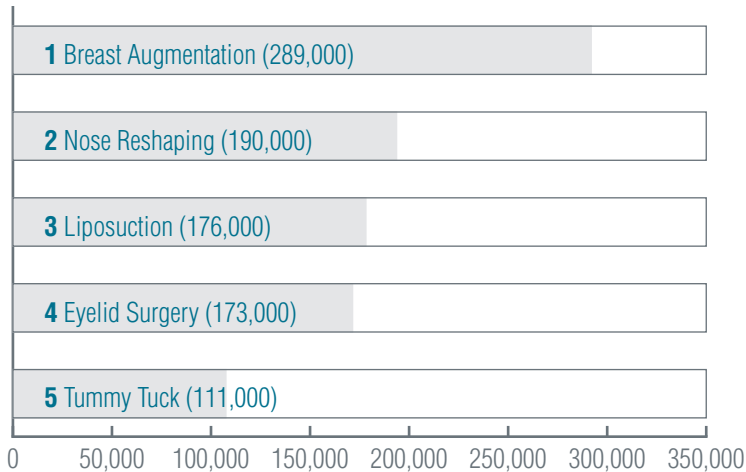 1 Breast Augmentation (289,000)
2 Nose Reshaping (190,000)
3 Liposuction (176,000)
4 Eyelid Surgery (173,000)
5 Tummy Tuck (111,000)
0 50,000 100,000 150,000 200,000 250,000 300,000 350,000